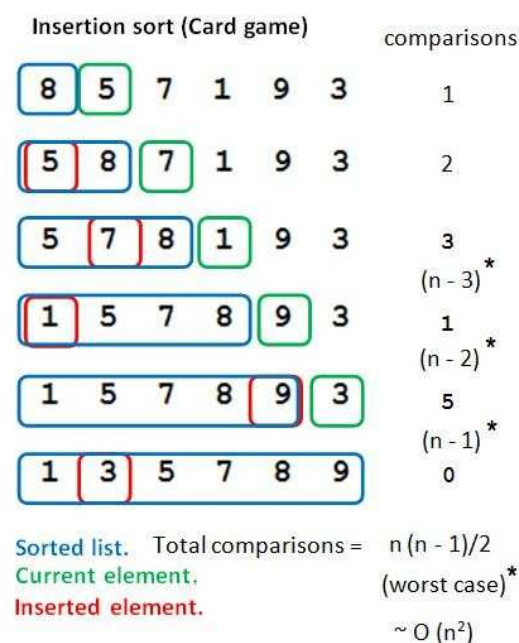 Insertion sort (Card game)
comparisons
8 5 7 1 9 3 1
5 8 7 1 9 3 2
5 7 8 1 9 3 3
(n - 3) *
1 5 7 8 9 3 1
(n - 2) *
1 5 7 8 9 3 5
(n - 1) *
1 3 5 7 8 9 0
Sorted list. Total comparisons = n (n - 1)/2
Current element. (worst case) *
Inserted element.
~ O (n²)